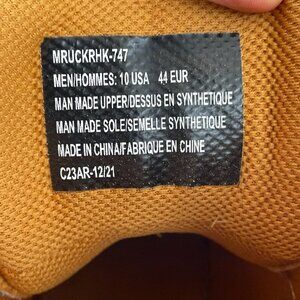 MRUCKRHK-747
MEN/HOMMES: 10 USA 44 EUR
MAN MADE UPPER/DESSUS EN SYNTHETIQUE
MAN MADE SOLE/SEMELLE SYNTHETIQUE
MADE IN CHINA/FABRIQUE EN CHINE
C23AR-12/21